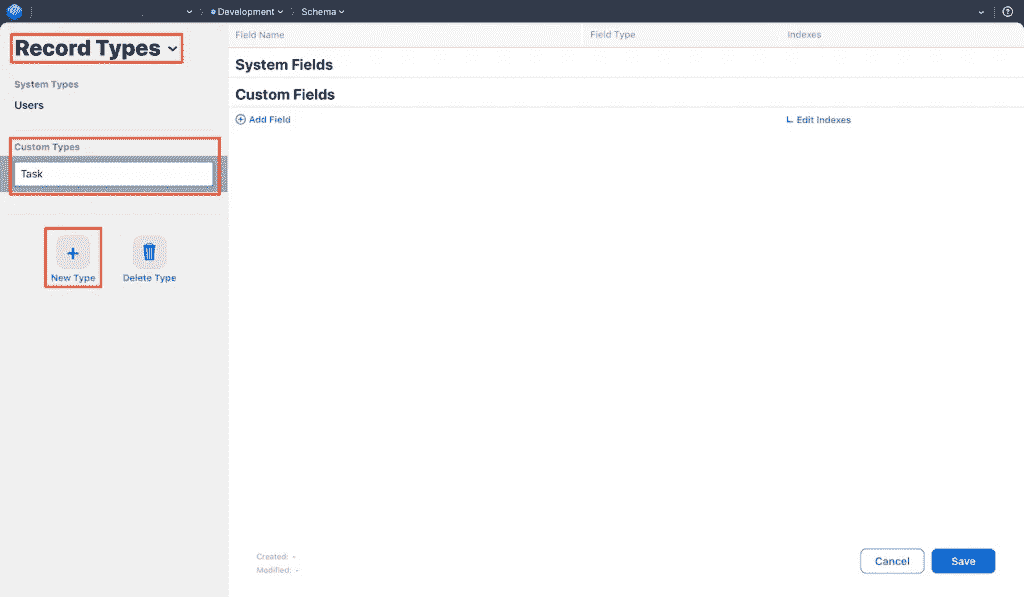 Development Schema
Record Types
System Types
Users
Custom Types
Task
New Type Delete Type
Field Name Field Type Indexes
System Fields
Custom Fields
Add Field Edit Indexes
Created: -
Modified: -
Cancel Save